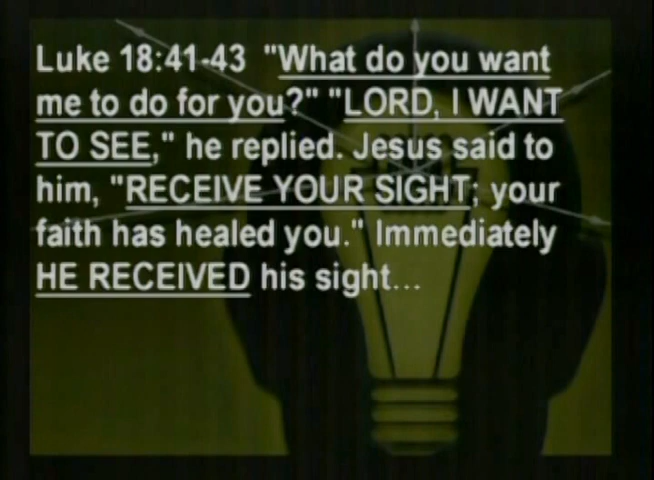 Luke 18:41-43 "What do you want
me to do for you?" "LORD, I WANT
TO SEE," he replied. Jesus said to
him, "RECEIVE YOUR SIGHT; your
faith has healed you." Immediately
HE RECEIVED his sight...